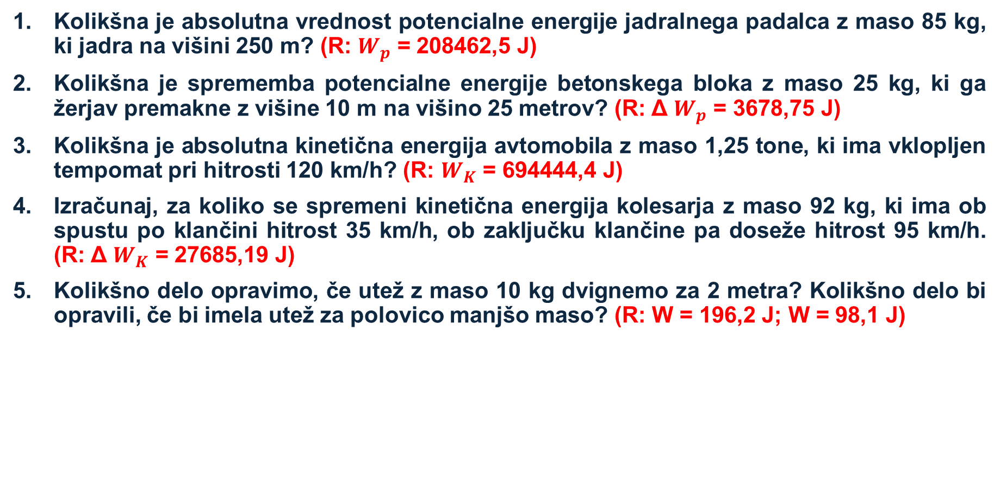 1. Kolikšna je absolutna vrednost potencialne energije jadralnega padalca z maso 85 kg,
ki jadra na višini 250 m? (R: W_p = 208462,5 J)
2. Kolikšna je sprememba potencialne energije betonskega bloka z maso 25 kg, ki ga
žerjav premakne z višine 10 m na višino 25 metrov? (R: Δ W_p = 3678,75 J)
3. Kolikšna je absolutna kinetična energija avtomobila z maso 1,25 tone, ki ima vklopljen
tempomat pri hitrosti 120 km/h? (R: W_K = 694444,4 J)
4. Izračunaj, za koliko se spremeni kinetična energija kolesarja z maso 92 kg, ki ima ob
spustu po klančini hitrost 35 km/h, ob zaključku klančine pa doseže hitrost 95 km/h.
(R: Δ W_K = 27685,19 J)
5. Kolikšno delo opravimo, če utež z maso 10 kg dvignemo za 2 metra? Kolikšno delo bi
opravili, če bi imela utež za polovico manjšo maso? (R: W = 196,2 J; W = 98,1 J)